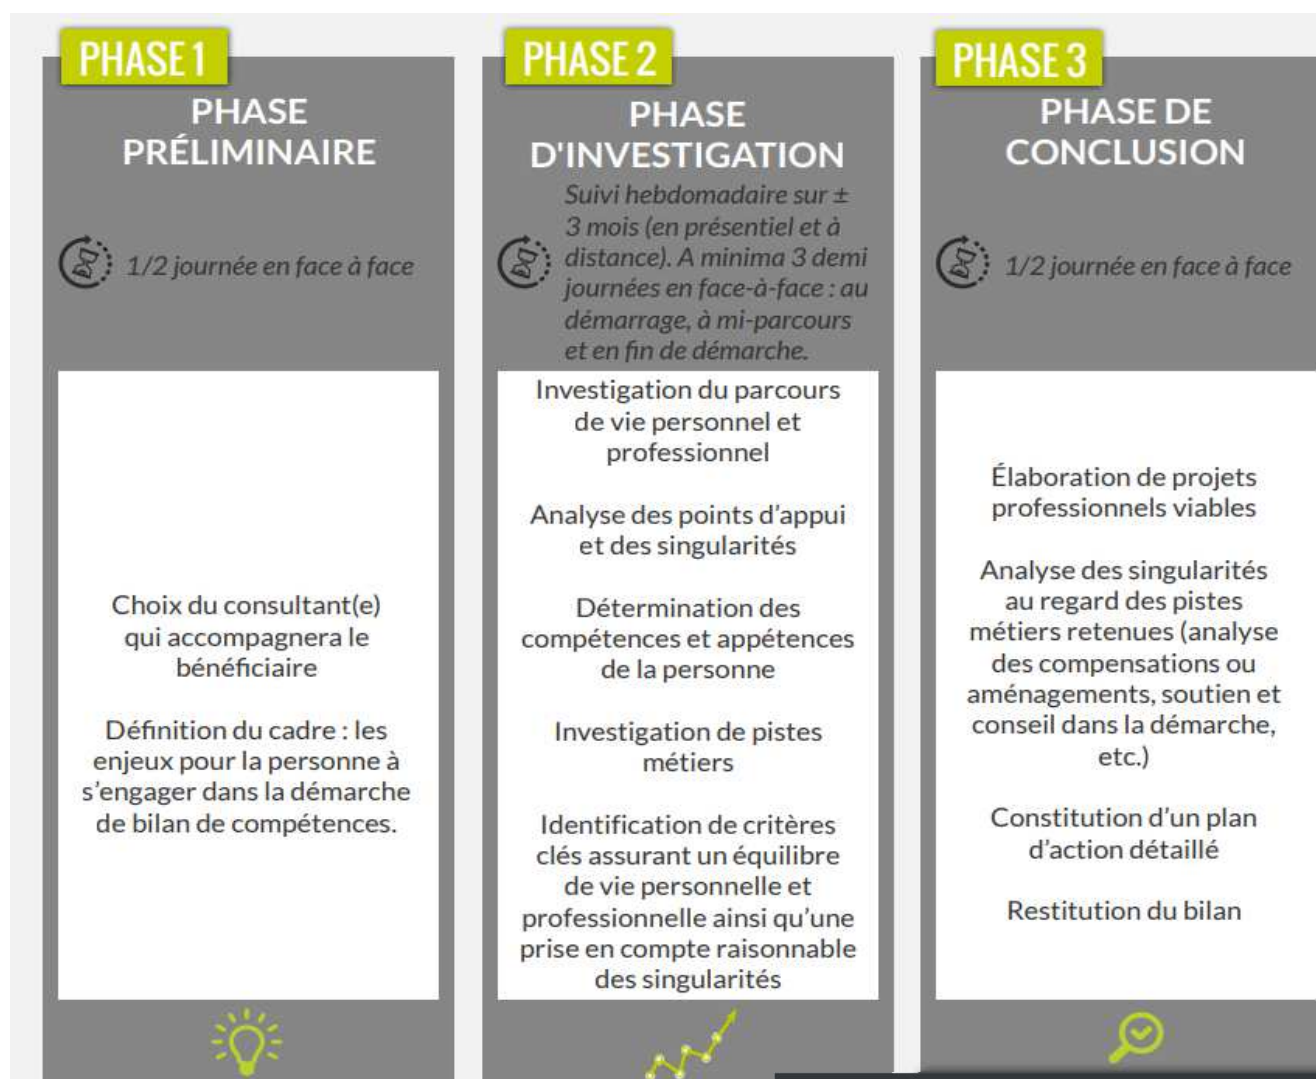 PHASE 1
PHASE
PRÉLIMINAIRE
1/2 journée en face à face
Choix du consultant(e)
qui accompagnera le
bénéficiaire
Définition du cadre : les
enjeux pour la personne à
s’engager dans la démarche
de bilan de compétences.
PHASE 2
PHASE
D'INVESTIGATION
Suivi hebdomadaire sur ±
3 mois (en présentiel et à
distance). A minima 3 demi
journées en face-à-face : au
démarrage, à mi-parcours
et en fin de démarche.
Investigation du parcours
de vie personnel et
professionnel
Analyse des points d’appui
et des singularités
Détermination des
compétences et appétences
de la personne
Investigation de pistes
métiers
Identification de critères
clés assurant un équilibre
de vie personnelle et
professionnelle ainsi qu’une
prise en compte raisonnable
des singularités
PHASE 3
PHASE DE
CONCLUSION
1/2 journée en face à face
Élaboration de projets
professionnels viables
Analyse des singularités
au regard des pistes
métiers retenues (analyse
des compensations ou
aménagements, soutien et
conseil dans la démarche,
etc.)
Constitution d’un plan
d’action détaillé
Restitution du bilan